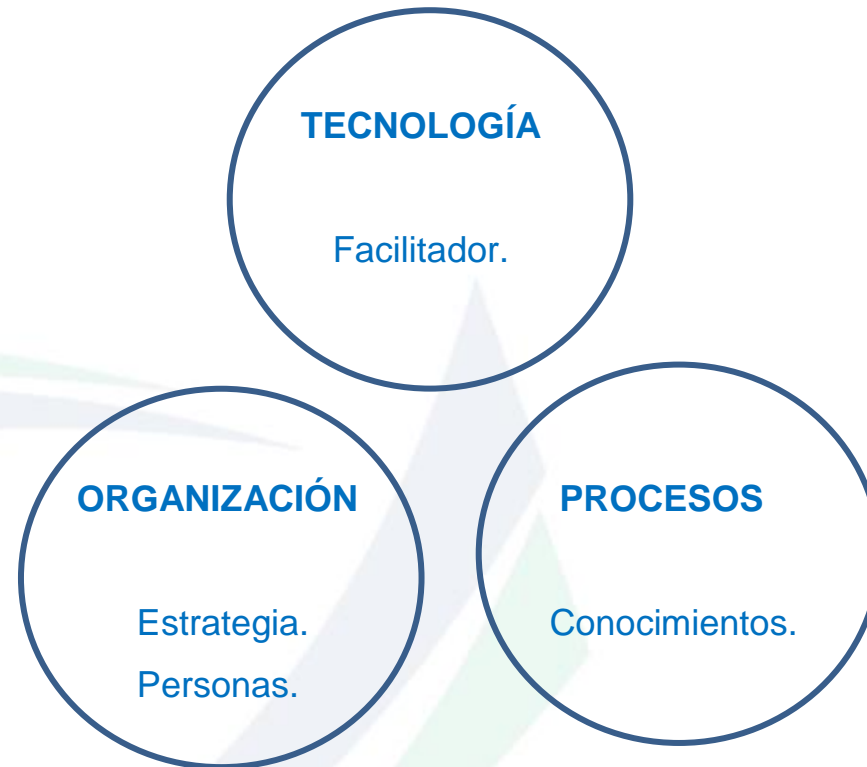 TECNOLOGÍA
Facilitador.
ORGANIZACIÓN
Estrategia.
Personas.
PROCESOS
Conocimientos.